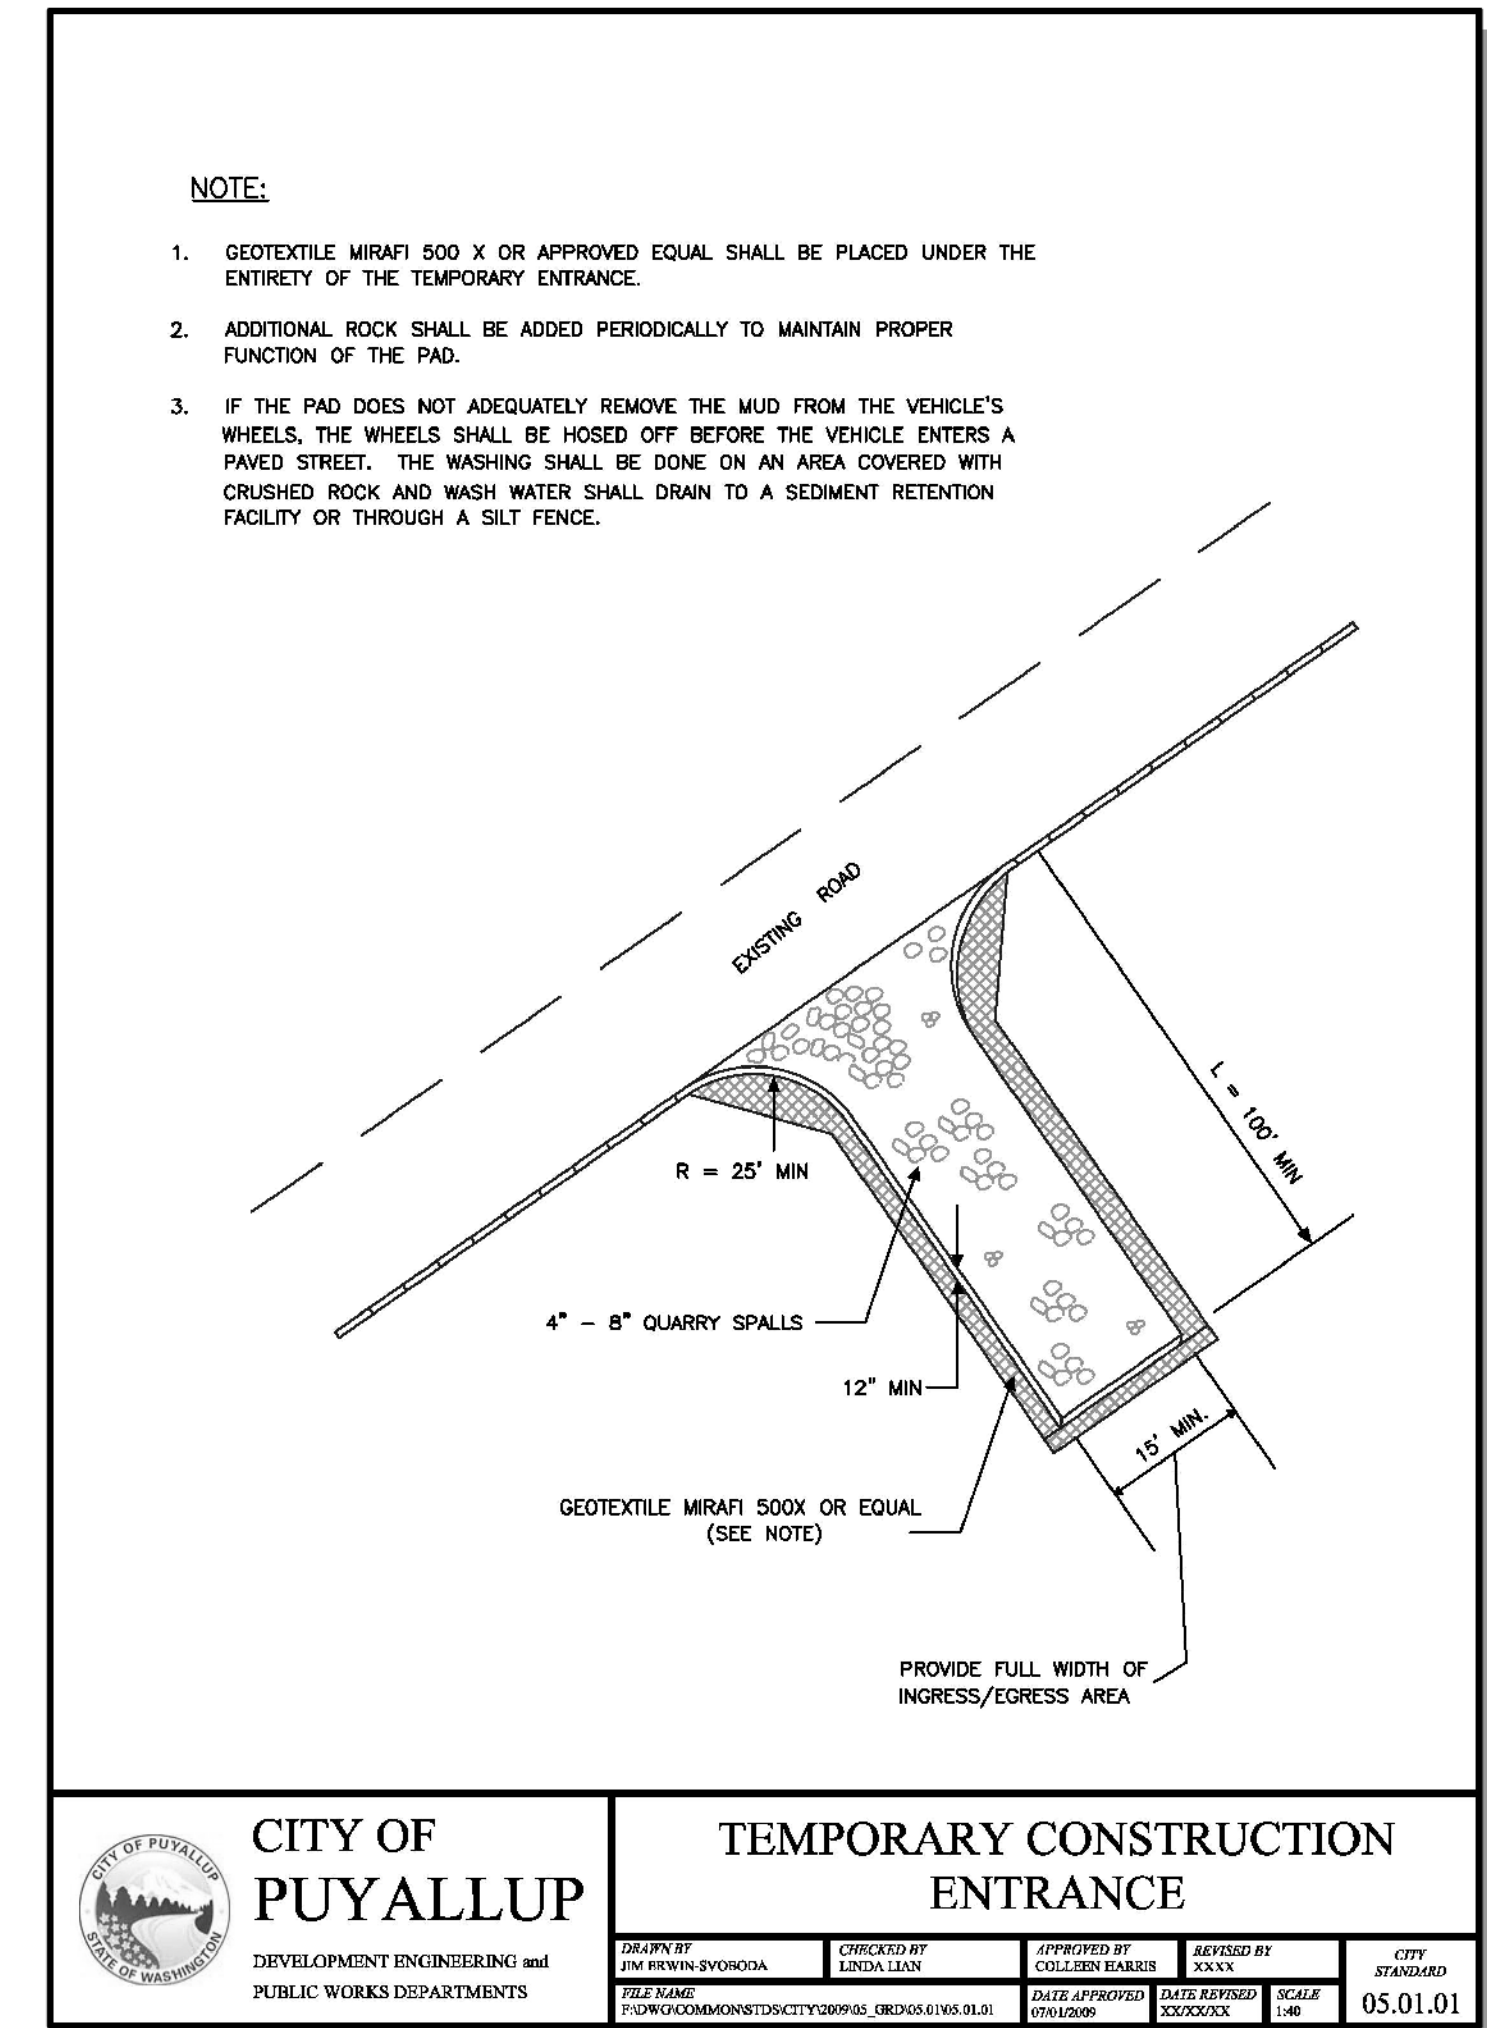 NOTE:
1. GEOTEXTILE MIRAFI 500 X OR APPROVED EQUAL SHALL BE PLACED UNDER THE
ENTIRETY OF THE TEMPORARY ENTRANCE.
2. ADDITIONAL ROCK SHALL BE ADDED PERIODICALLY TO MAINTAIN PROPER
FUNCTION OF THE PAD.
3. IF THE PAD DOES NOT ADEQUATELY REMOVE THE MUD FROM THE VEHICLE'S
WHEELS, THE WHEELS SHALL BE HOSED OFF BEFORE THE VEHICLE ENTERS A
PAVED STREET. THE WASHING SHALL BE DONE ON AN AREA COVERED WITH
CRUSHED ROCK AND WASH WATER SHALL DRAIN TO A SEDIMENT RETENTION
FACILITY OR THROUGH A SILT FENCE.
EXISTING ROAD
L = 100' MIN
R = 25' MIN
4" – 8" QUARRY SPALLS
12" MIN
15' MIN.
GEOTEXTILE MIRAFI 500X OR EQUAL
(SEE NOTE)
PROVIDE FULL WIDTH OF
INGRESS/EGRESS AREA
CITY OF PUYALLUP
STATE OF WASHINGTON
CITY OF
PUYALLUP
DEVELOPMENT ENGINEERING and
PUBLIC WORKS DEPARTMENTS
TEMPORARY CONSTRUCTION
ENTRANCE
DRAWN BY
JIM ERWIN-SVOBODA
CHECKED BY
LINDA LIAN
APPROVED BY
COLLEEN HARRIS
REVISED BY
XXXX
FILE NAME
F:\DWG\COMMON\STDS\CITY\2009\05_GRD\05.01\05.01.01
DATE APPROVED
07/01/2009
DATE REVISED
XX/XX/XX
SCALE
1:40
CITY
STANDARD
05.01.01